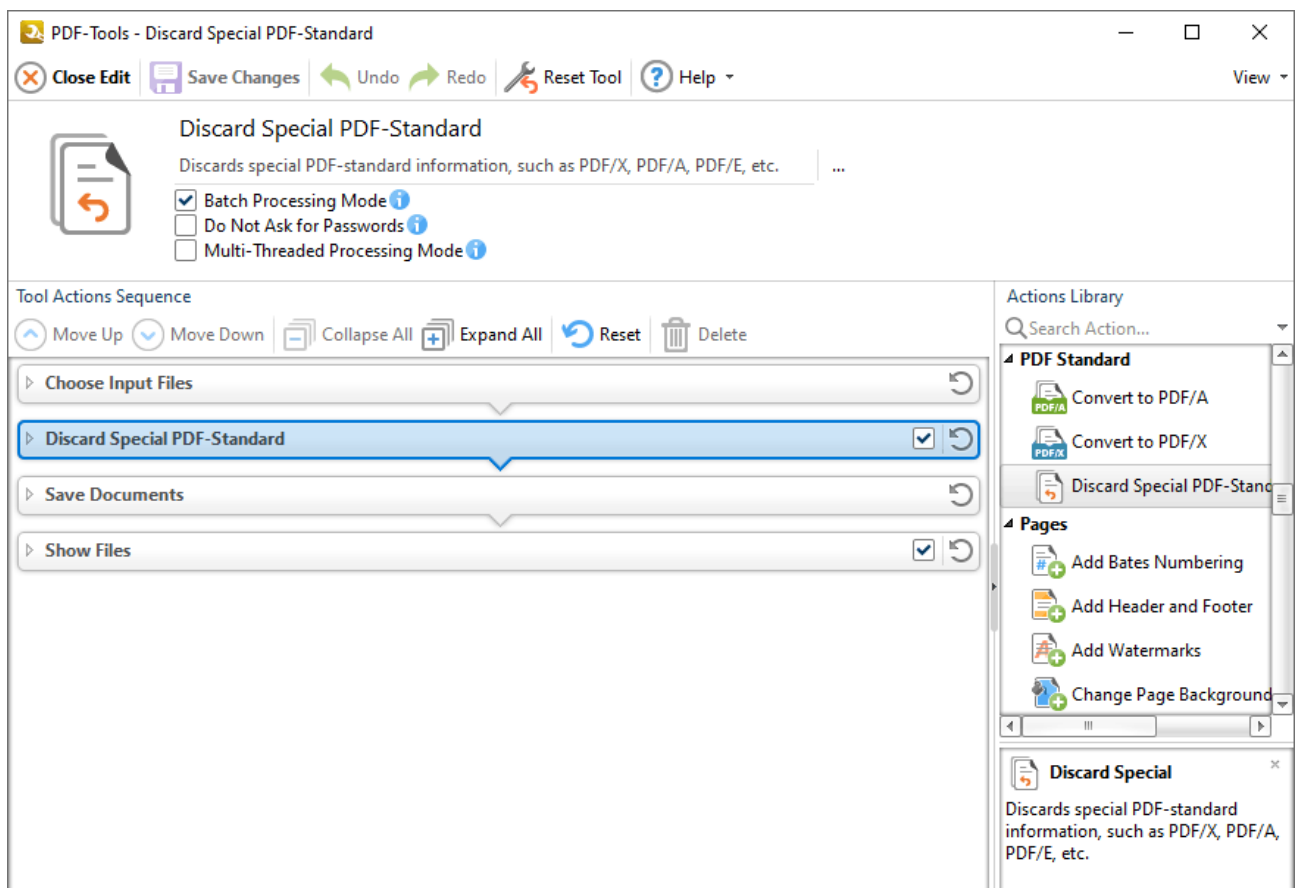 PDF-Tools - Discard Special PDF-Standard
Close Edit Save Changes Undo Redo Reset Tool ? Help View
Discard Special PDF-Standard
Discards special PDF-standard information, such as PDF/X, PDF/A, PDF/E, etc. ...
Batch Processing Mode i
Do Not Ask for Passwords i
Multi-Threaded Processing Mode i
Tool Actions Sequence
Move Up Move Down Collapse All Expand All Reset Delete
Choose Input Files
Discard Special PDF-Standard
Save Documents
Show Files
Actions Library
Search Action...
PDF Standard
PDF/A Convert to PDF/A
PDF/X Convert to PDF/X
Discard Special PDF-Stand
Pages
# Add Bates Numbering
Add Header and Footer
A Add Watermarks
Change Page Background
Discard Special
Discards special PDF-standard
information, such as PDF/X, PDF/A,
PDF/E, etc.